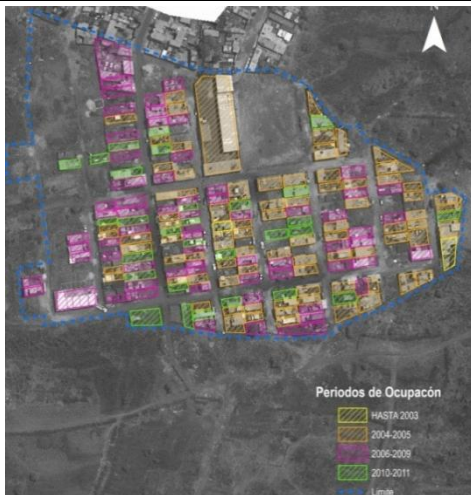 Periodos de Ocupacón
HASTA 2003
2004-2005
2006-2009
2010-2011
Limite